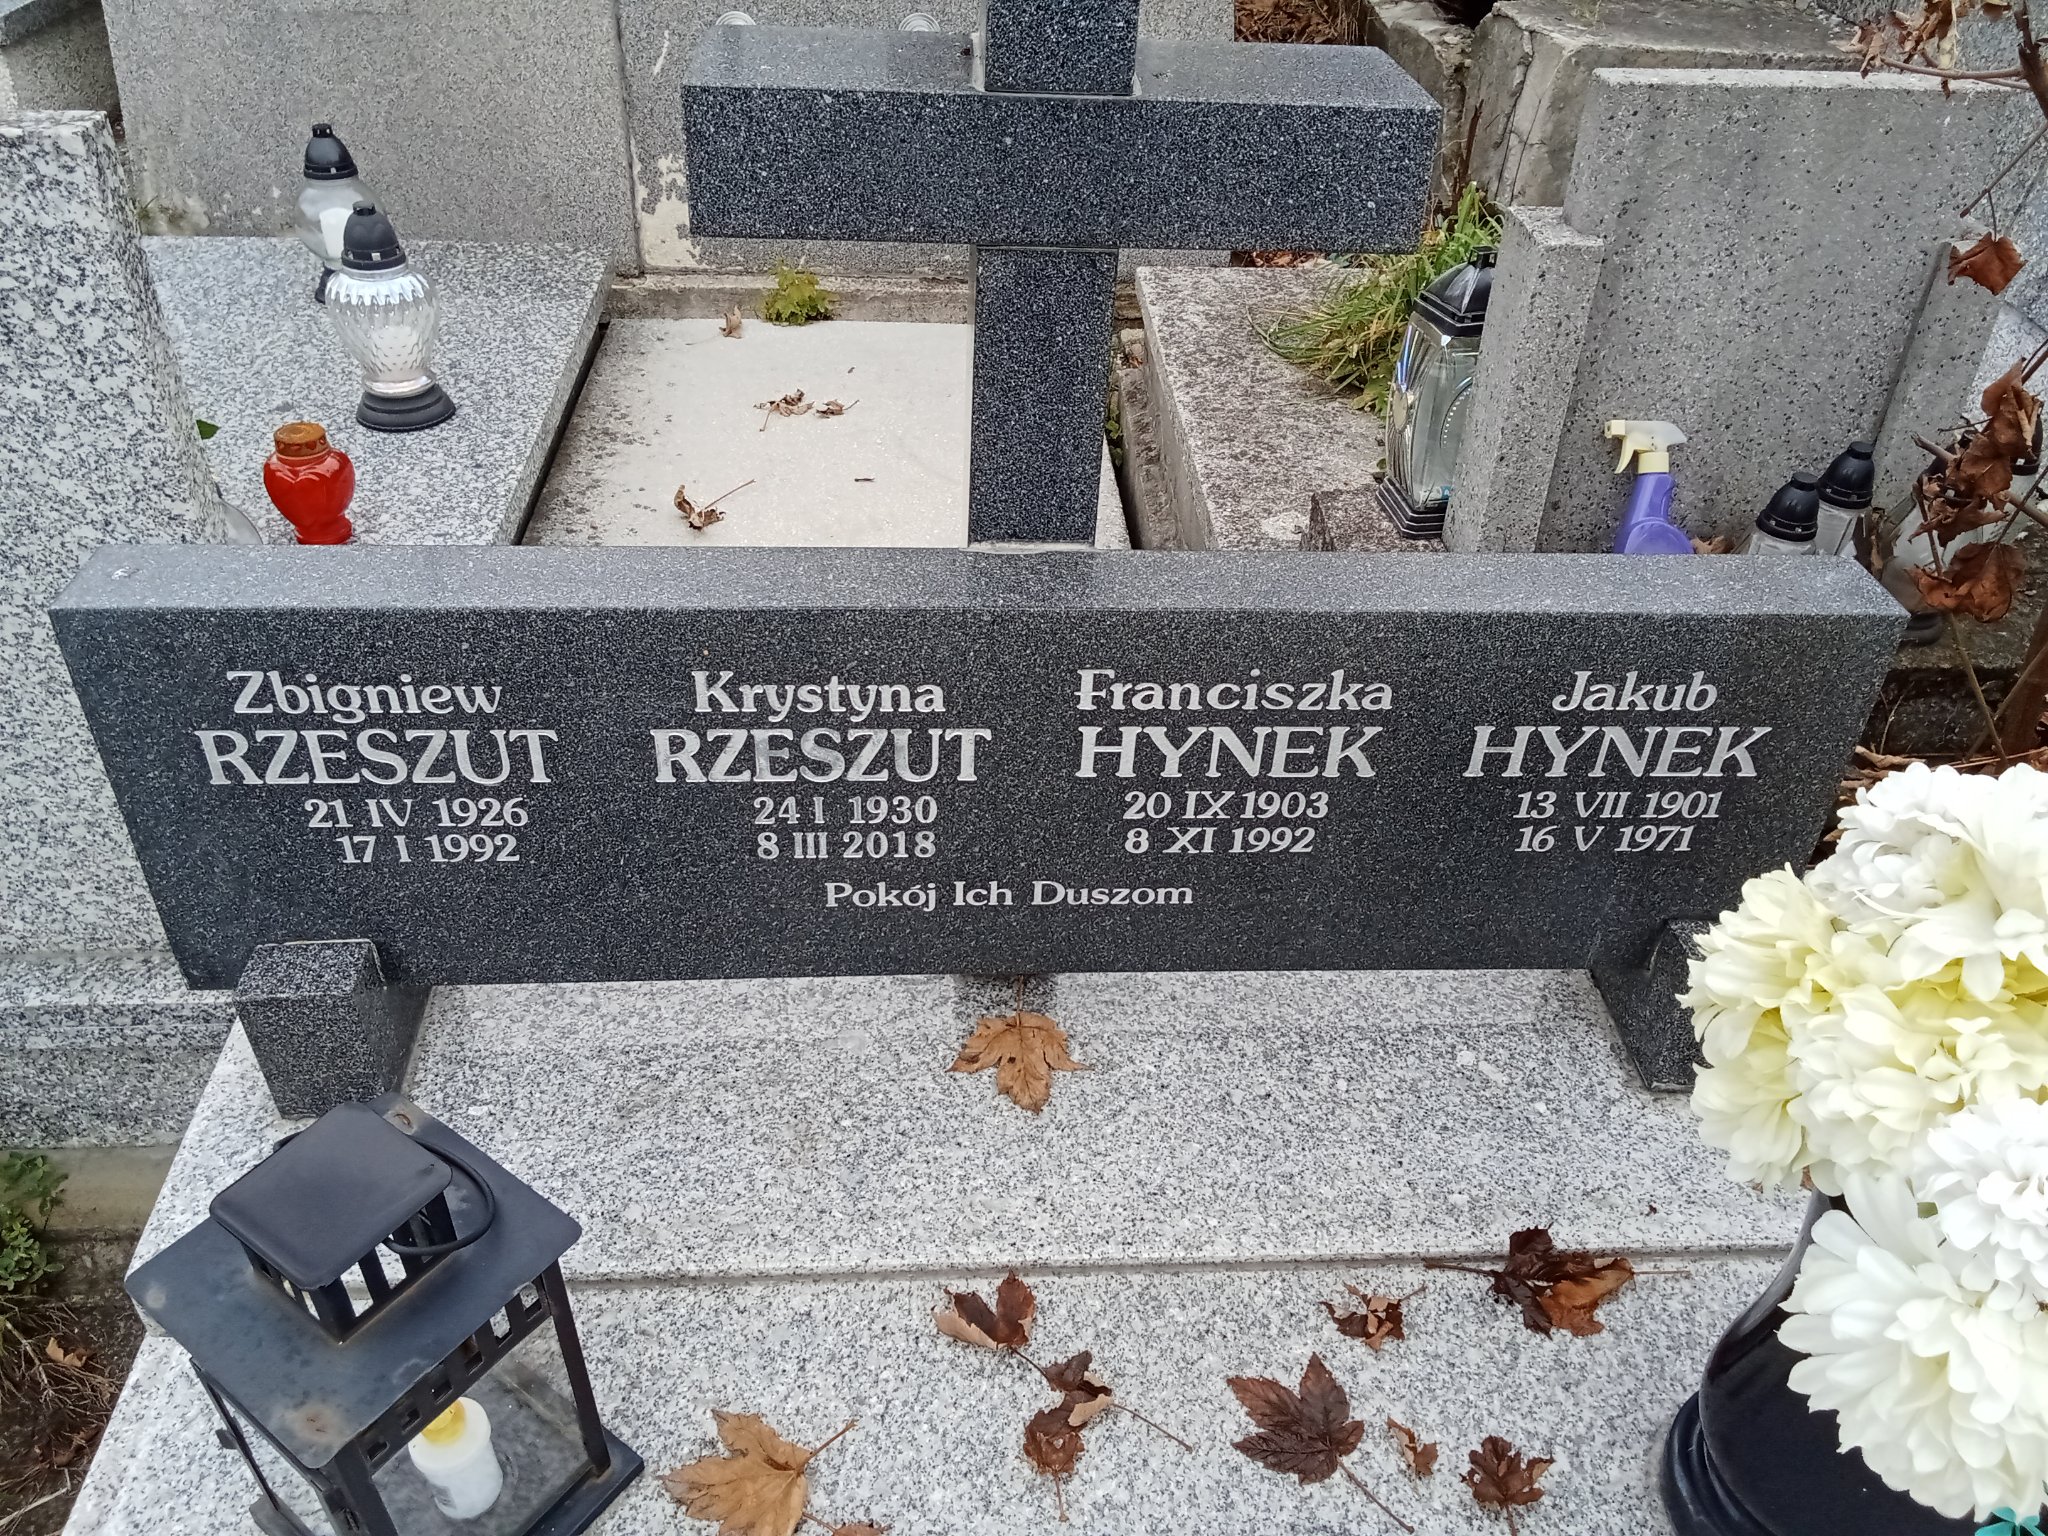 Zbigniew
RZESZUT
21 IV 1926
17 I 1992
Krystyna
RZESZUT
24 I 1930
8 III 2018
Franciszka
HYNEK
20 IX 1903
8 XI 1992
Jakub
HYNEK
13 VII 1901
16 V 1971
Pokój Ich Duszom